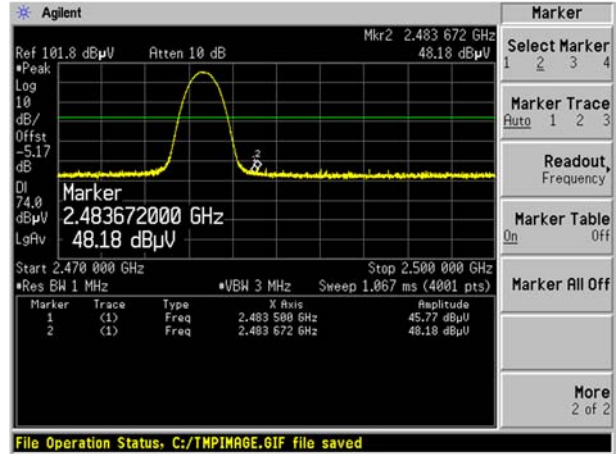 Agilent
Marker
Mkr2 2.483 672 GHz
Ref 101.8 dBµV Atten 10 dB 48.18 dBµV
*Peak
Log
10
dB/
Offst
-5.17
dB
DI
74.0
dBµV
LgAv
2
Marker
2.483672000 GHz
48.18 dBµV
Start 2.470 000 GHz Stop 2.500 000 GHz
*Res BW 1 MHz *VBW 3 MHz Sweep 1.067 ms (4001 pts)
Marker Trace Type X Axis Amplitude
1 (1) Freq 2.483 500 GHz 45.77 dBµV
2 (1) Freq 2.483 672 GHz 48.18 dBµV
Select Marker
1 2 3 4
Marker Trace
Auto 1 2 3
Readout
Frequency
Marker Table
On Off
Marker All Off
More
2 of 2
File Operation Status, C:/TMPIMAGE.GIF file saved